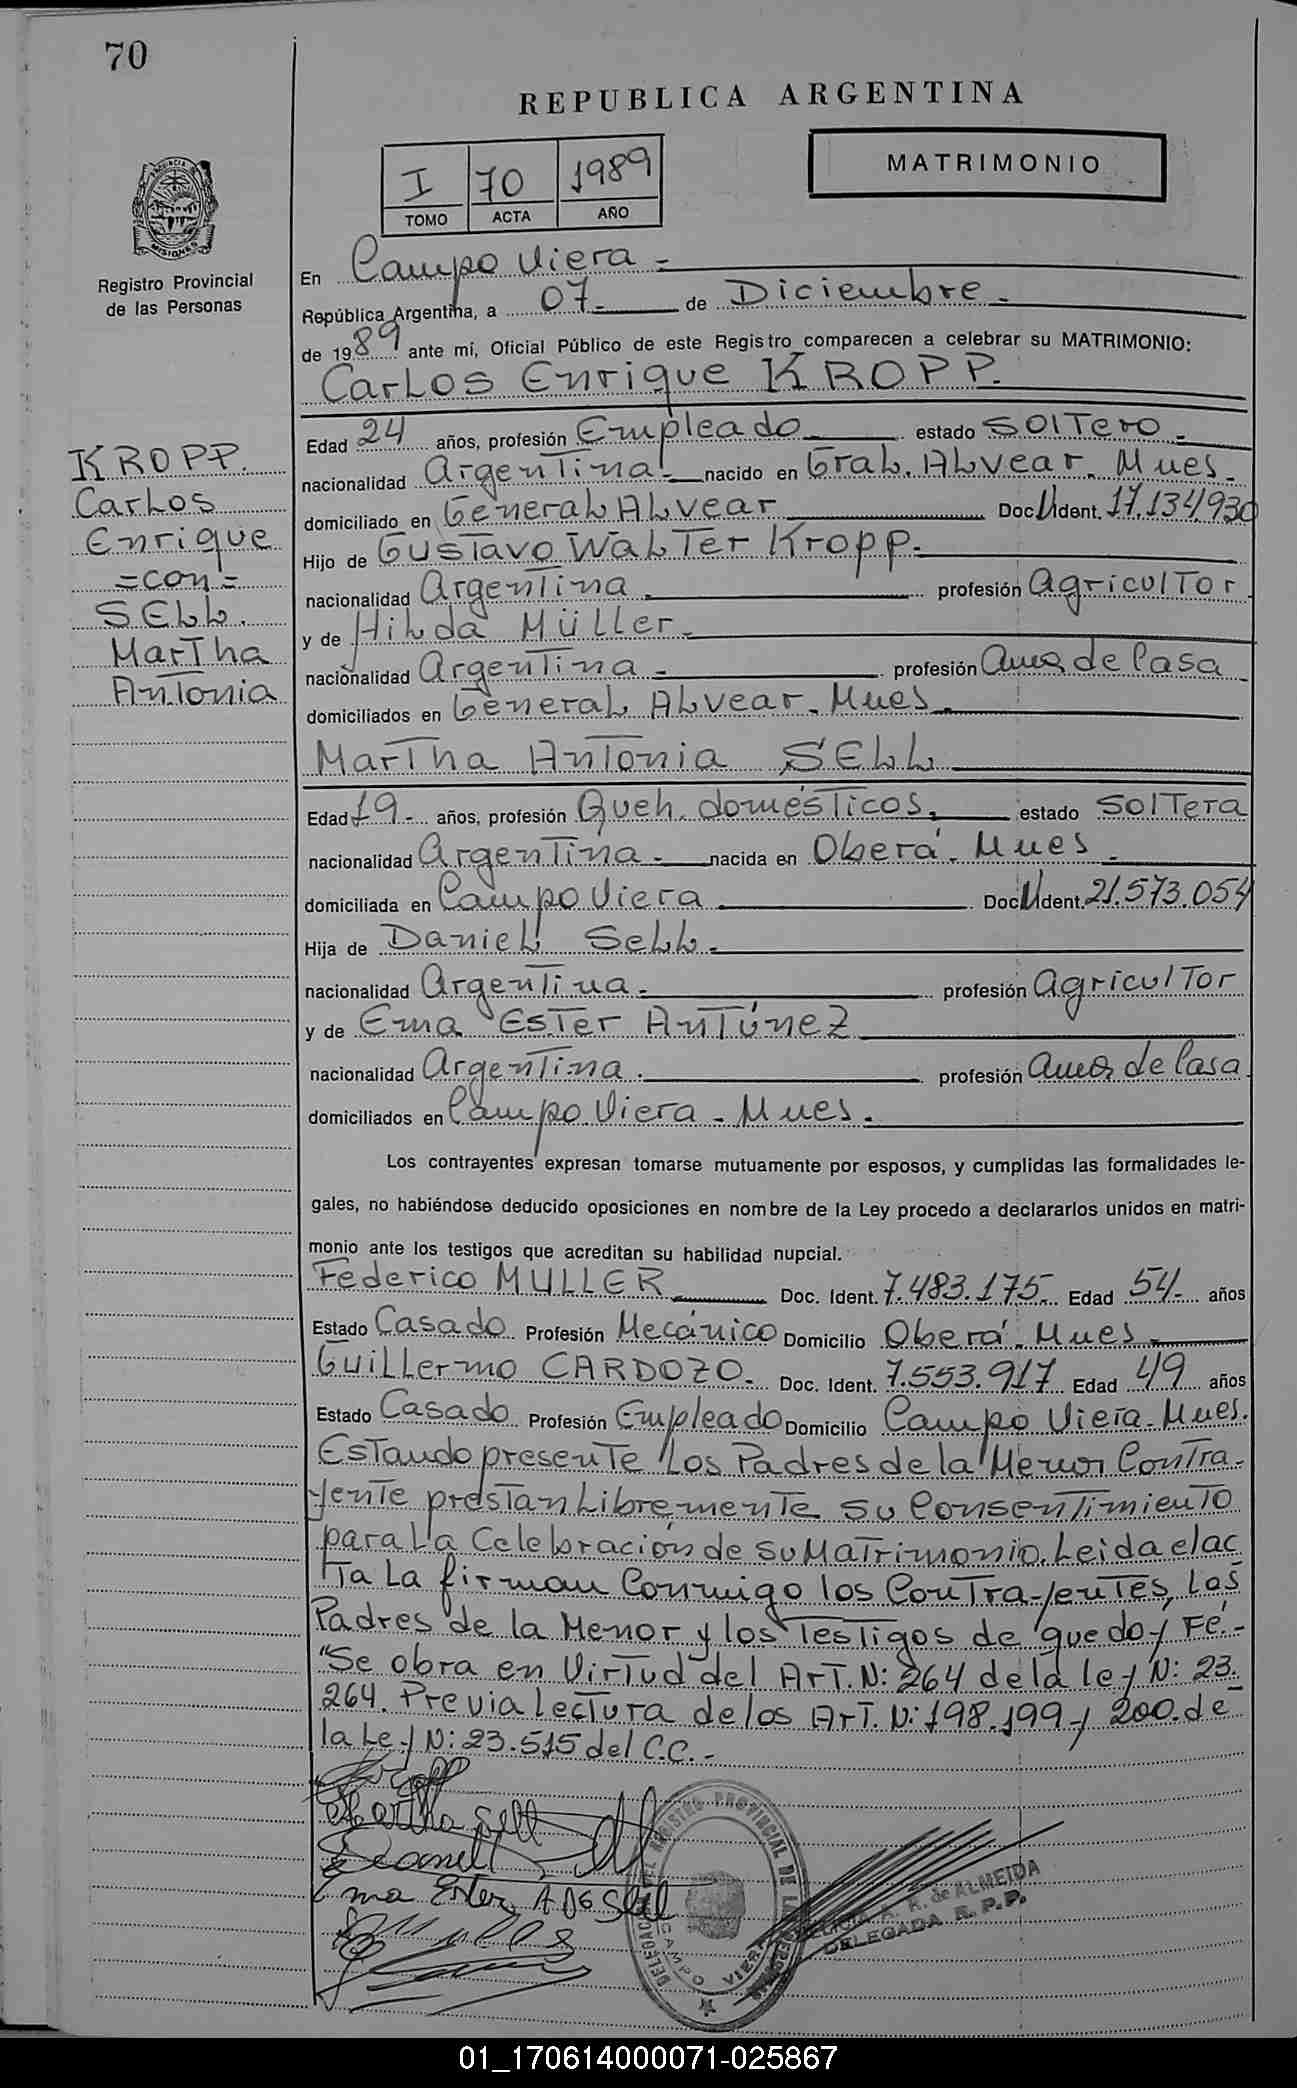 70
REPUBLICA ARGENTINA
I 70 1989
TOMO ACTA AÑO
MATRIMONIO
PROVINCIA DE
MISIONES
Registro Provincial
de las Personas
En Campo Viera.-
República Argentina, a 07- de Diciembre.-
de 1989 ante mí, Oficial Público de este Registro comparecen a celebrar su MATRIMONIO:
Carlos Enrique KROPP.
Edad 24 años, profesión Empleado estado Soltero.-
nacionalidad Argentina.- nacido en Gral. Alvear. Mnes.
domiciliado en General Alvear Doc. Ident. 17.134.930
Hijo de Gustavo Walter Kropp.-
nacionalidad Argentina. profesión Agricultor
y de Hilda Müller.-
nacionalidad Argentina.- profesión Ama de Casa
domiciliados en General Alvear. Mnes.-
KROPP.
Carlos
Enrique
=con=
SELL.
Martha
Antonia
Martha Antonia SELL
Edad 19.- años, profesión Queh. domésticos. estado Soltera
nacionalidad Argentina.- nacida en Oberá. Mnes.
domiciliada en Campo Viera Doc. Ident. 21.573.054
Hija de Daniel Sell.-
nacionalidad Argentina.- profesión Agricultor
y de Ema Ester Antúnez
nacionalidad Argentina. profesión Ama de Casa.
domiciliados en Campo Viera. Mnes.
Los contrayentes expresan tomarse mutuamente por esposos, y cumplidas las formalidades le-
gales, no habiéndose deducido oposiciones en nombre de la Ley procedo a declararlos unidos en matri-
monio ante los testigos que acreditan su habilidad nupcial.
Federico MULLER Doc. Ident. 7.483.175. Edad 54- años
Estado Casado Profesión Mecánico Domicilio Oberá. Mnes.-
Guillermo CARDOZO. Doc. Ident. 7.553.917 Edad 49 años
Estado Casado Profesión Empleado Domicilio Campo Viera. Mnes.
Estando presente los Padres de la Menor Contra-
yente prestan Libremente su Consentimiento
para La Celebración de su Matrimonio. Leida el ac
ta La firman Conmigo los Contrayentes, Los
Padres de la Menor y los Testigos de que doy Fé.-
"Se obra en Virtud del Art. N: 264 de la ley N: 23.
264. Previa lectura de los Art. N: 198.199 y 200. de
la Ley N: 23.515 del C.C.-
Martha Sell
Ema Ester A De Sell
DELEGADA R.P.P.
de ALMEIDA
CAMPO VIERA
01_170614000071-025867